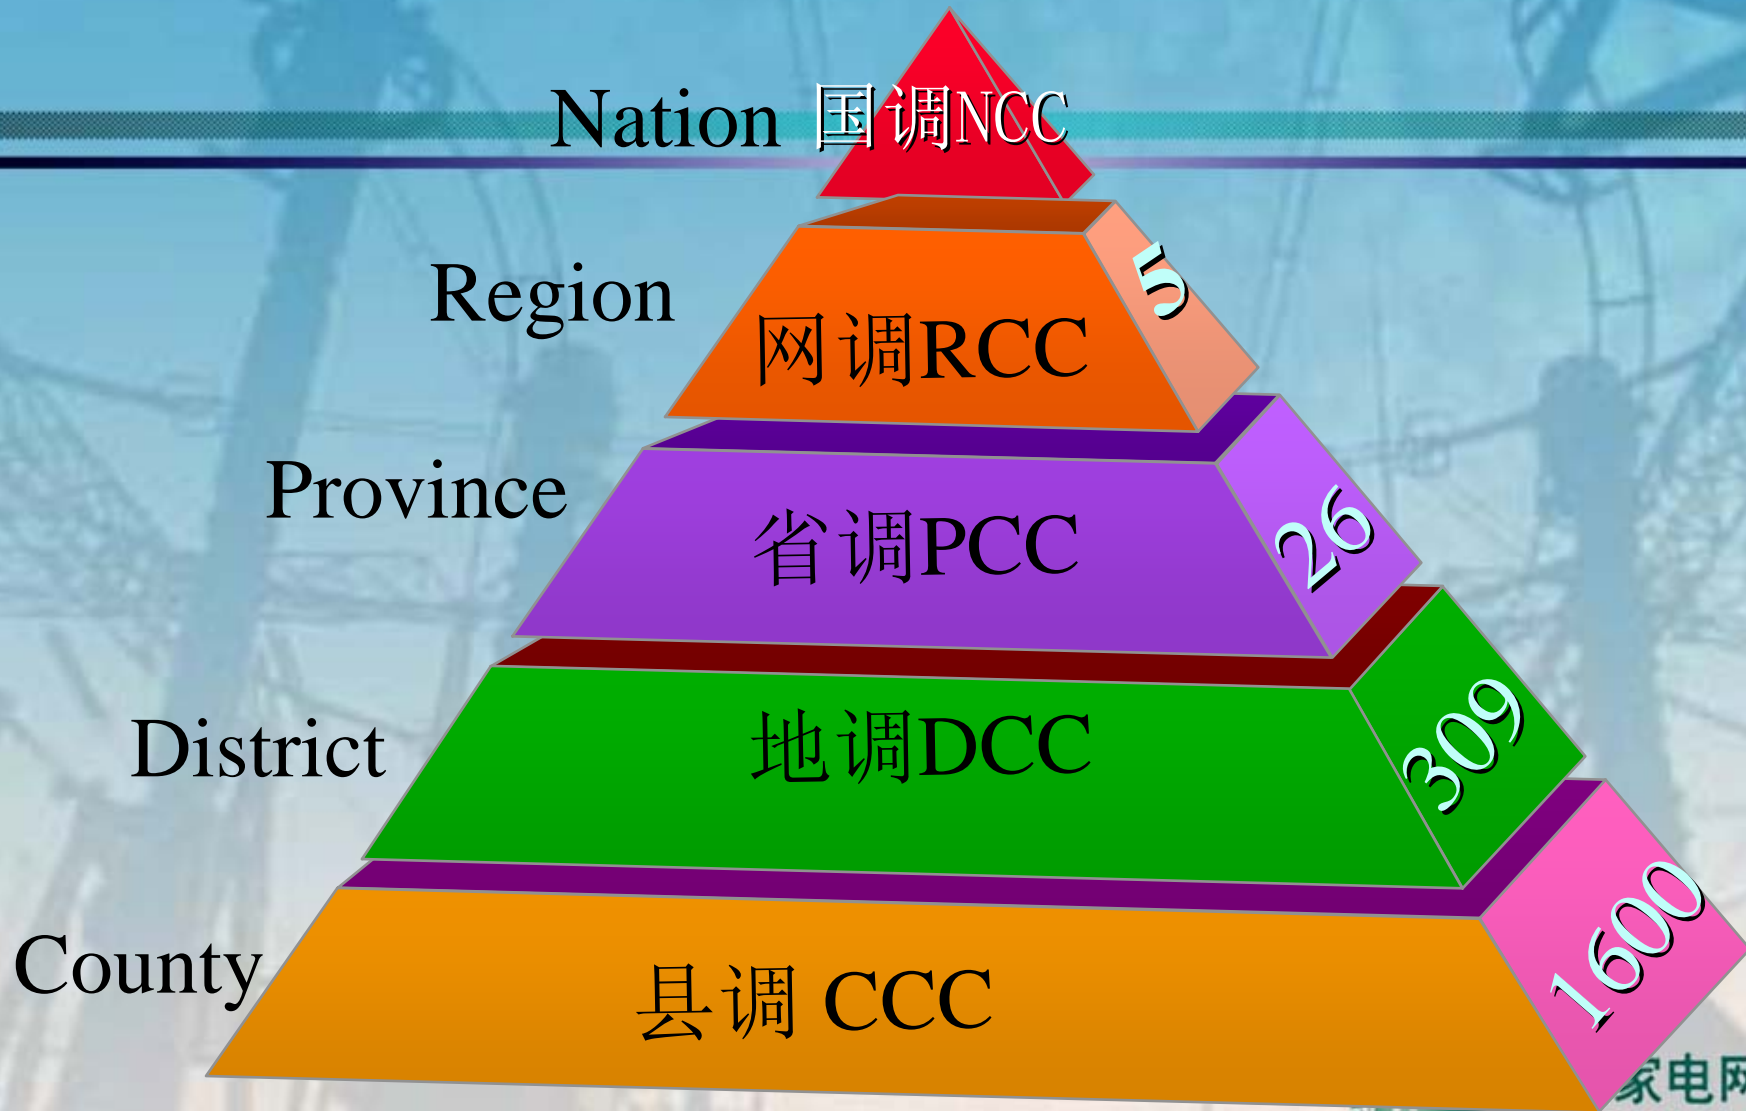 Nation 国调NCC
Region
5
网调RCC
Province
省调PCC
26
District
地调DCC
309
County
县调 CCC
1600
家电网